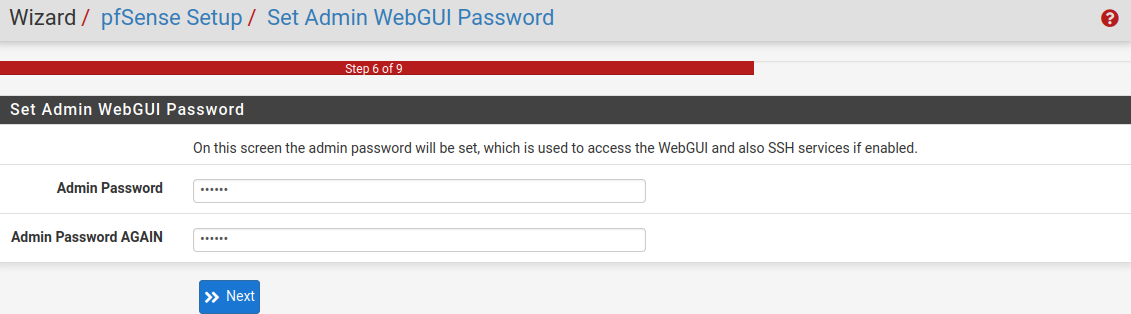 Wizard / pfSense Setup / Set Admin WebGUI Password
Step 6 of 9
Set Admin WebGUI Password
On this screen the admin password will be set, which is used to access the WebGUI and also SSH services if enabled.
Admin Password ••••••
Admin Password AGAIN ••••••
Next